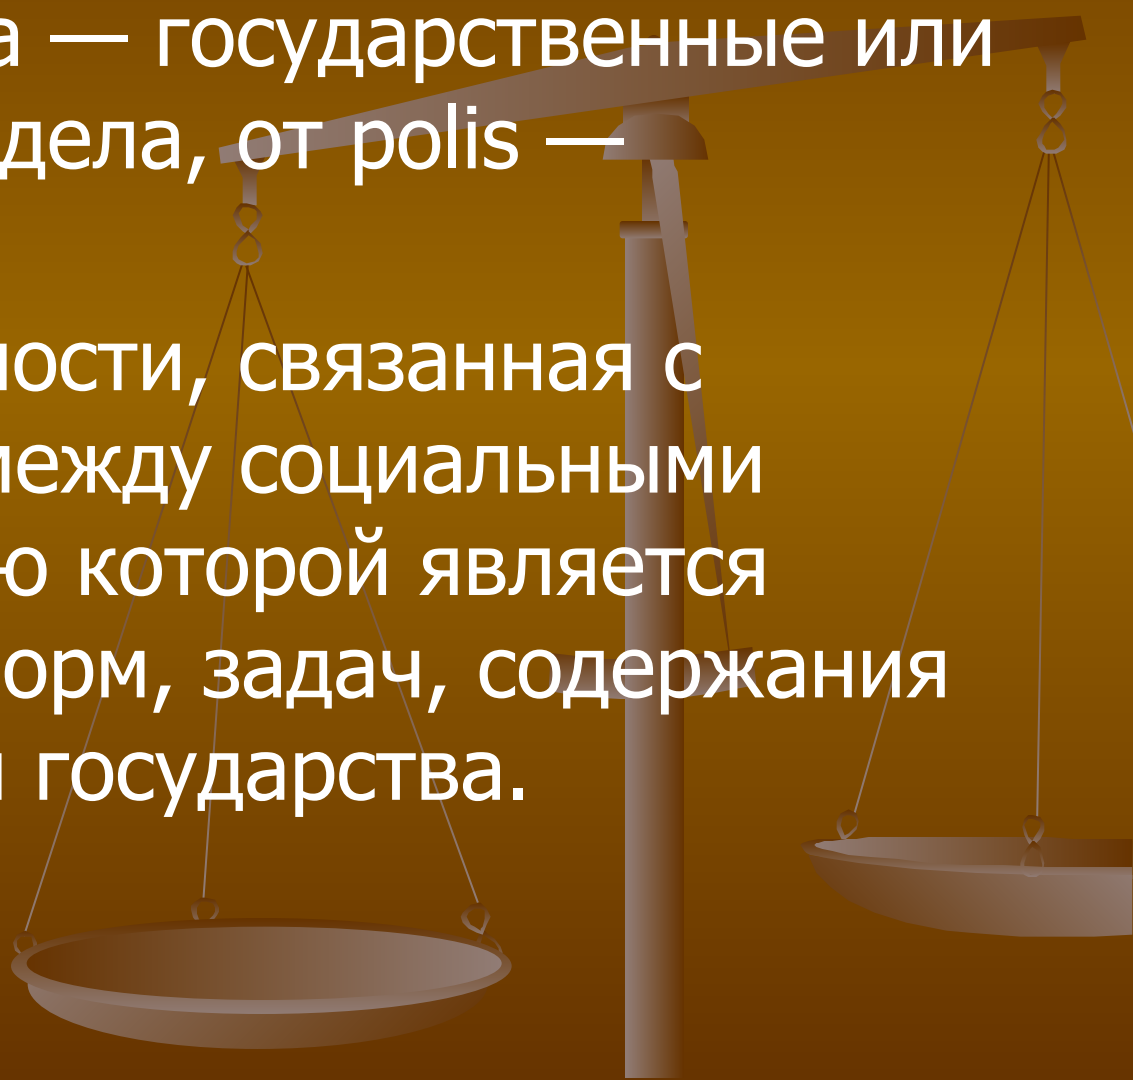 а — государственные или
дела, от polis —
ности, связанная с
между социальными
ю которой является
орм, задач, содержания
государства.